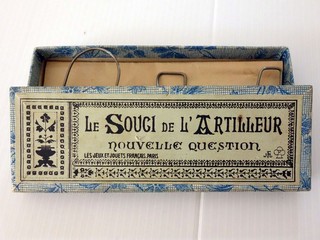 LE SOUCI DE L'ARTILLEUR
NOUVELLE QUESTION
LES JEUX ET JOUETS FRANÇAIS, PARIS